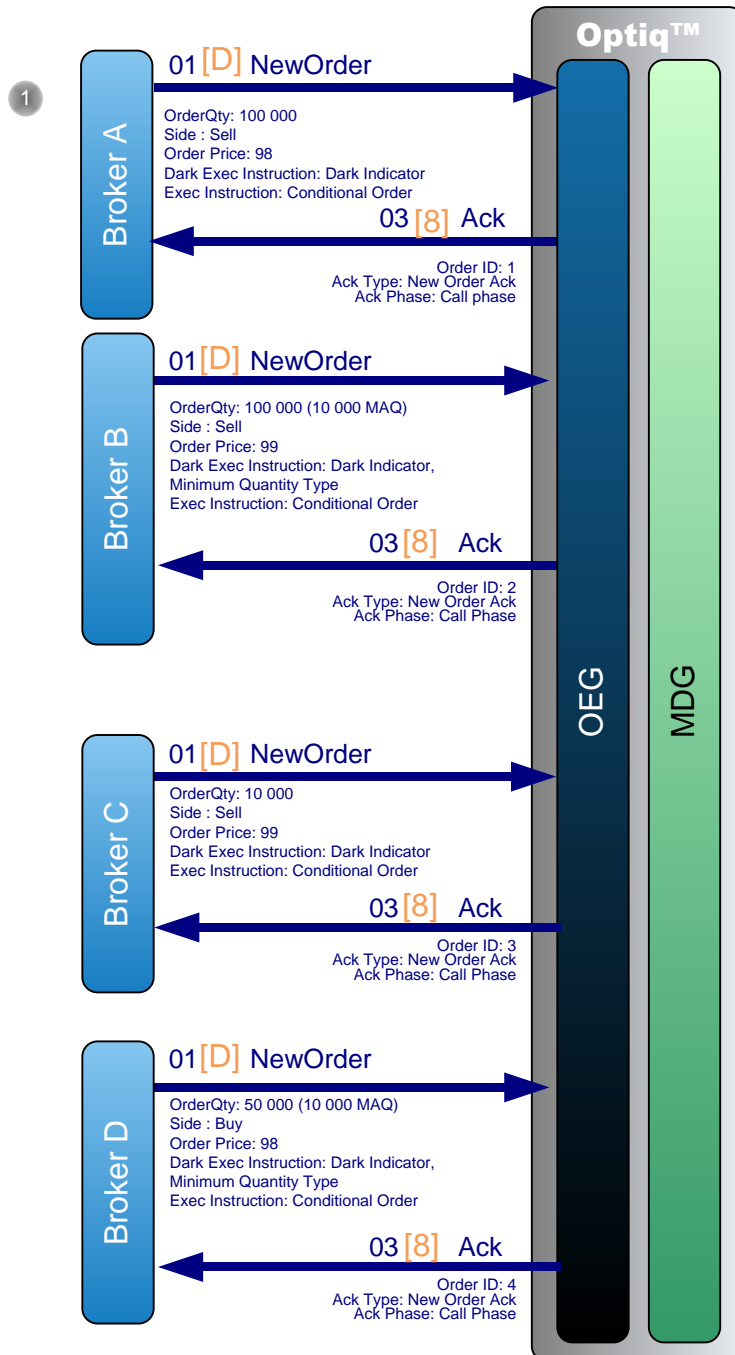 Optiq™
1
Broker A
01 [D] NewOrder
OrderQty: 100 000
Side : Sell
Order Price: 98
Dark Exec Instruction: Dark Indicator
Exec Instruction: Conditional Order
03 [8] Ack
Order ID: 1
Ack Type: New Order Ack
Ack Phase: Call phase
Broker B
01 [D] NewOrder
OrderQty: 100 000 (10 000 MAQ)
Side : Sell
Order Price: 99
Dark Exec Instruction: Dark Indicator,
Minimum Quantity Type
Exec Instruction: Conditional Order
03 [8] Ack
Order ID: 2
Ack Type: New Order Ack
Ack Phase: Call Phase
OEG
MDG
Broker C
01 [D] NewOrder
OrderQty: 10 000
Side : Sell
Order Price: 99
Dark Exec Instruction: Dark Indicator
Exec Instruction: Conditional Order
03 [8] Ack
Order ID: 3
Ack Type: New Order Ack
Ack Phase: Call Phase
Broker D
01 [D] NewOrder
OrderQty: 50 000 (10 000 MAQ)
Side : Buy
Order Price: 98
Dark Exec Instruction: Dark Indicator,
Minimum Quantity Type
Exec Instruction: Conditional Order
03 [8] Ack
Order ID: 4
Ack Type: New Order Ack
Ack Phase: Call Phase